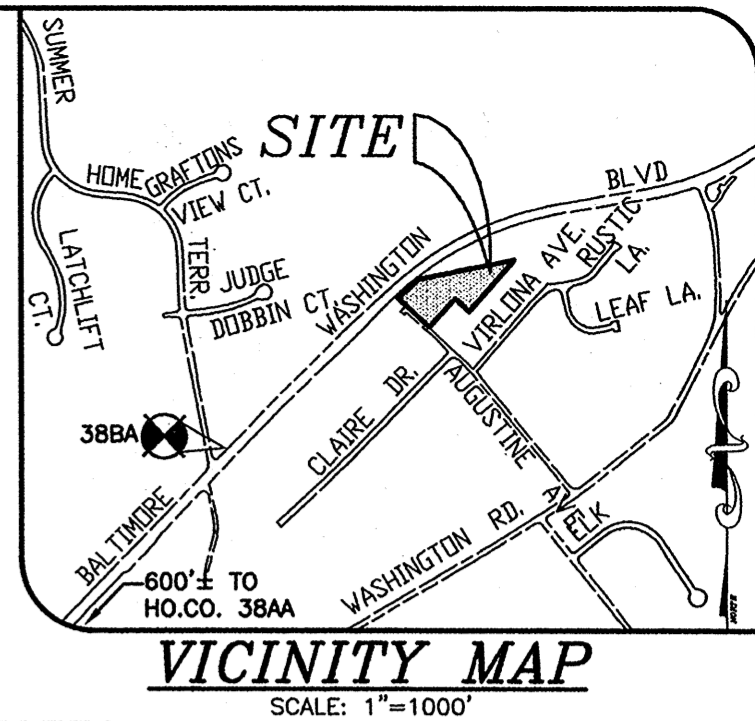 SUMMER
HOME
GRAFTONS
VIEW CT.
SITE
BLVD
WASHINGTON
RUSTIC
LA.
VIRLONA AVE.
LEAF LA.
LATCHLIFT
CT.
TERR.
JUDGE
DOBBIN CT.
CLAIRE DR.
AUGUSTINE
AVE
ELK
38BA
BALTIMORE
WASHINGTON RD.
600'± TO
HO.CO. 38AA
NORTH
VICINITY MAP
SCALE: 1"=1000'